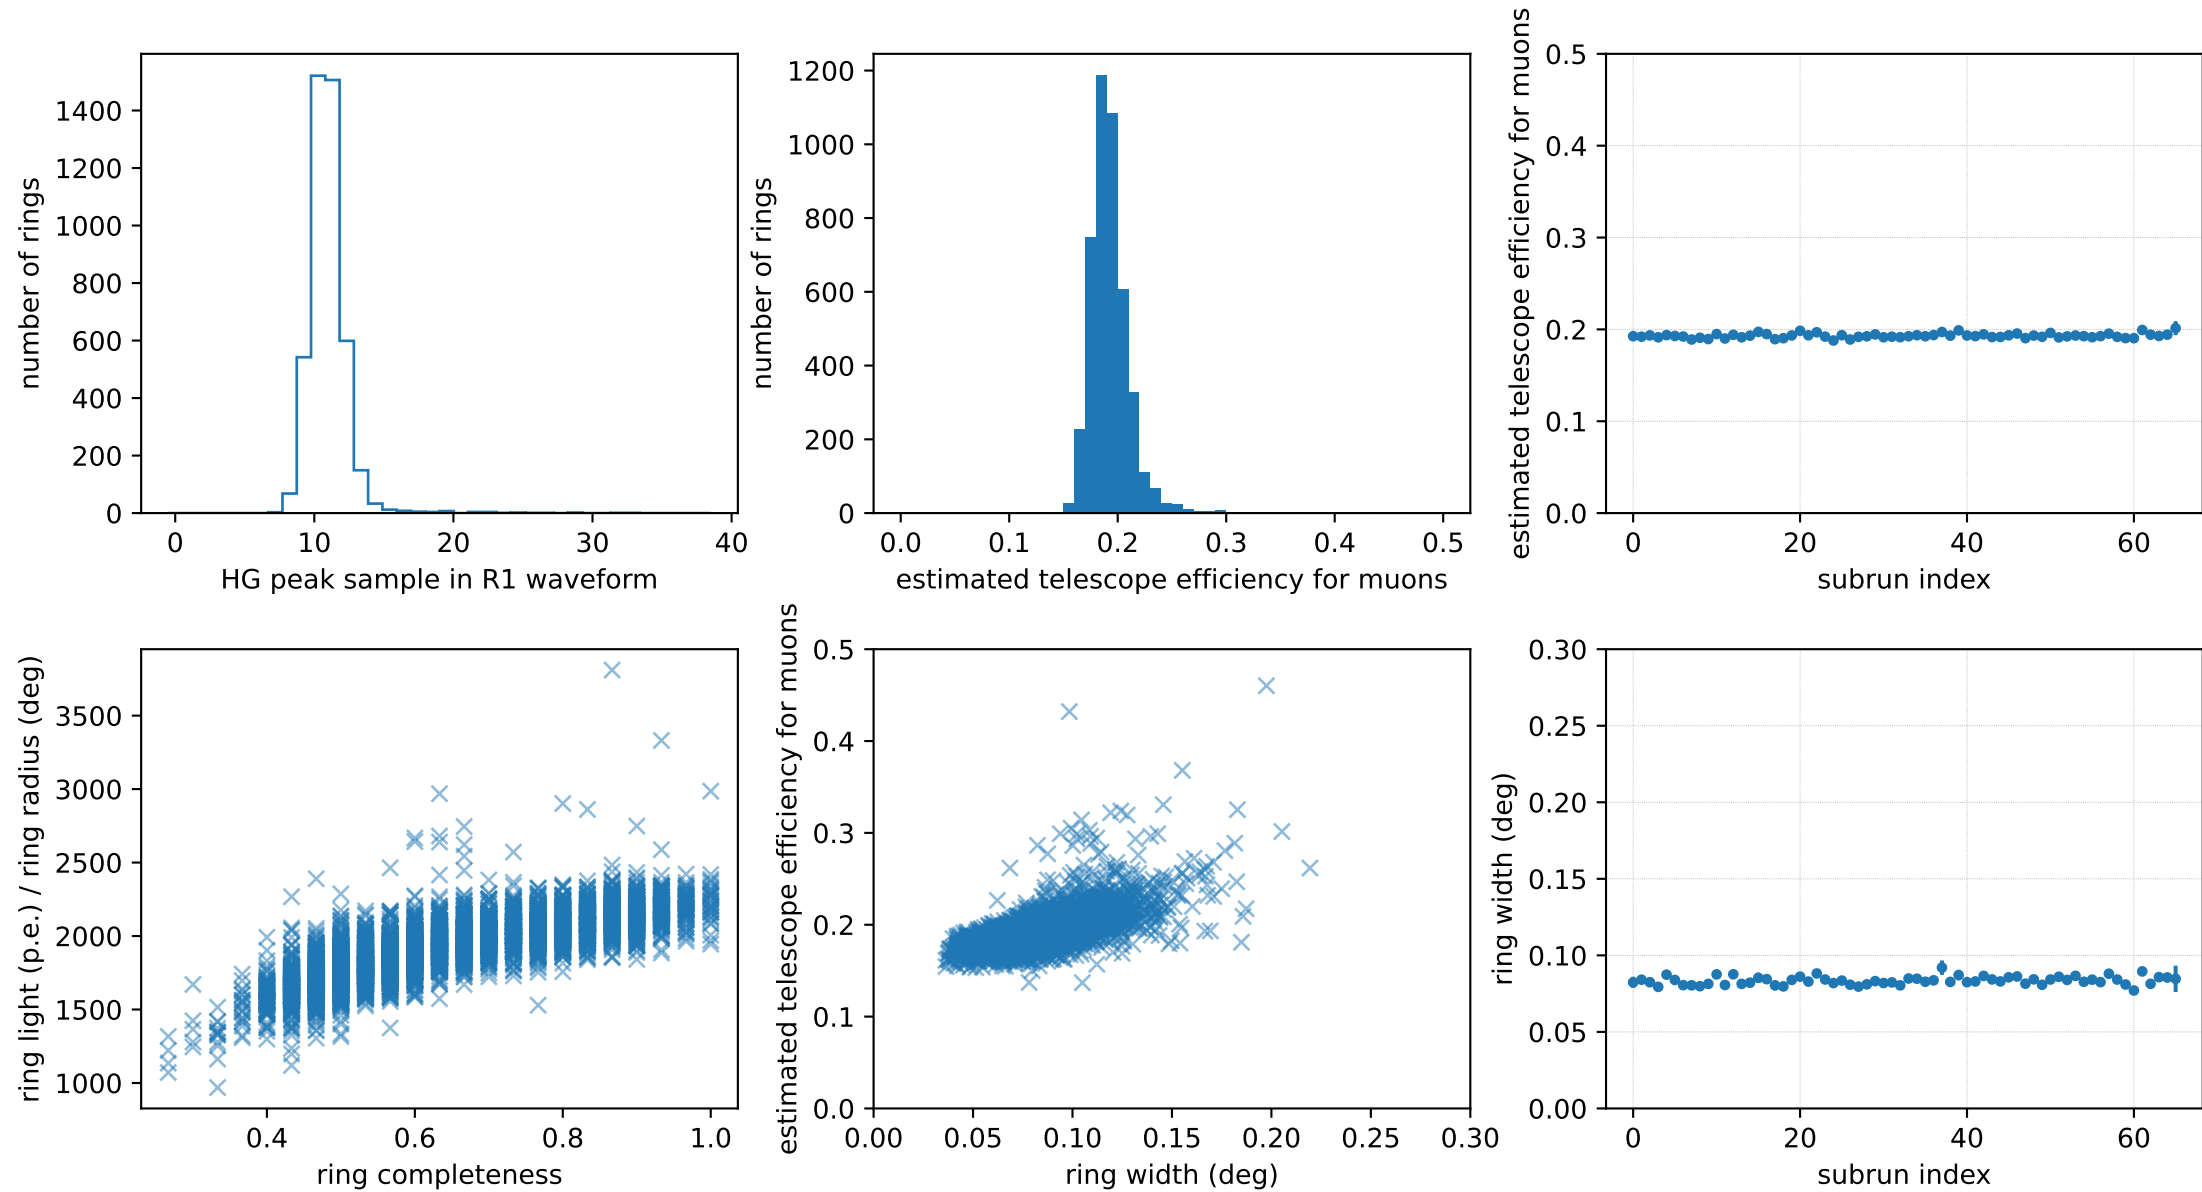 number of rings
1400
1200
1000
800
600
400
200
0
0 10 20 30 40
HG peak sample in R1 waveform
number of rings
1200
1000
800
600
400
200
0
0.0 0.1 0.2 0.3 0.4 0.5
estimated telescope efficiency for muons
estimated telescope efficiency for muons
0.5
0.4
0.3
0.2
0.1
0.0
0 20 40 60
subrun index
ring light (p.e.) / ring radius (deg)
3500
3000
2500
2000
1500
1000
0.4 0.6 0.8 1.0
ring completeness
estimated telescope efficiency for muons
0.5
0.4
0.3
0.2
0.1
0.0
0.00 0.05 0.10 0.15 0.20 0.25 0.30
ring width (deg)
ring width (deg)
0.30
0.25
0.20
0.15
0.10
0.05
0.00
0 20 40 60
subrun index